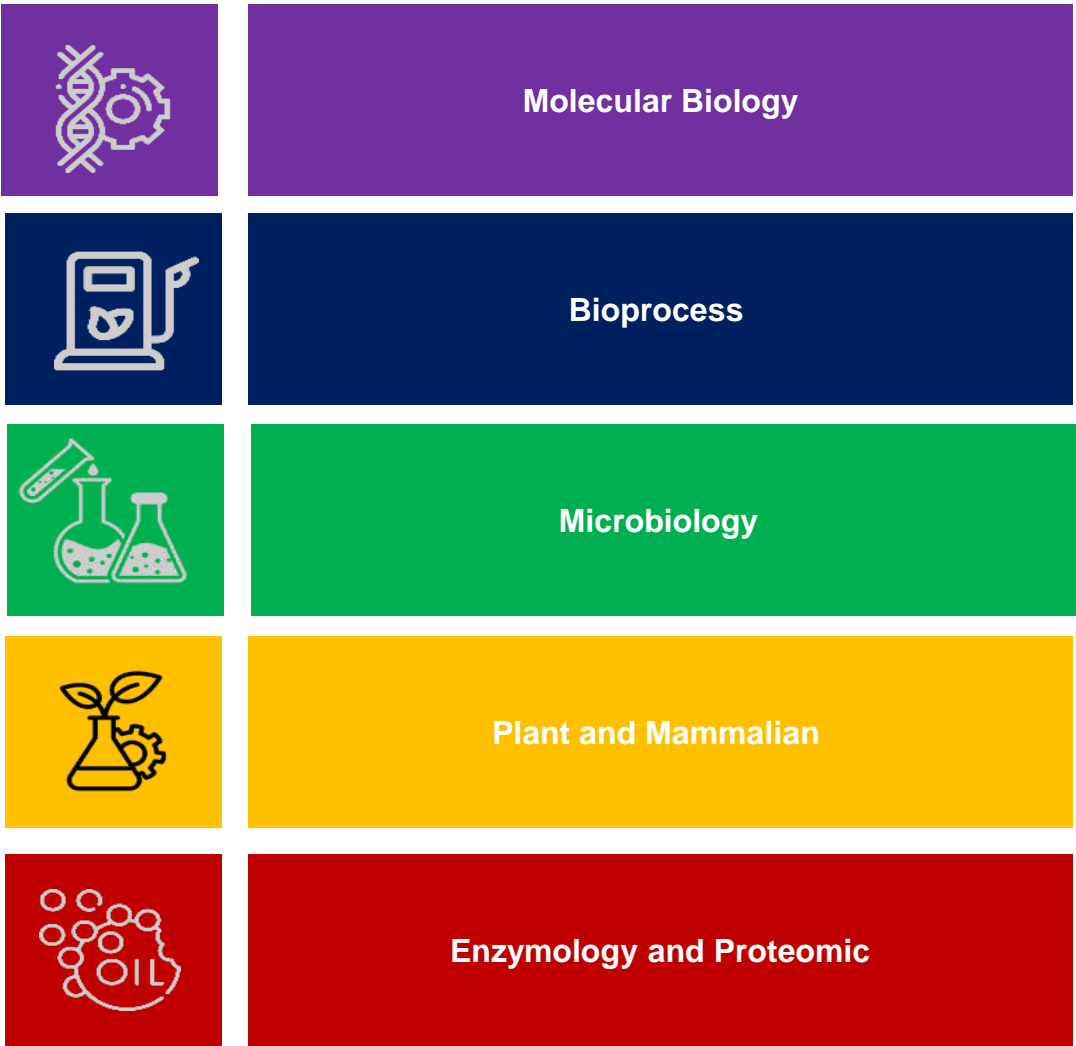 Molecular Biology
Bioprocess
Microbiology
Plant and Mammalian
OIL
Enzymology and Proteomic